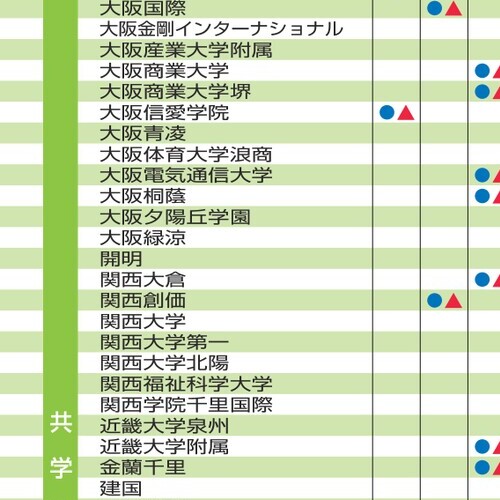 大阪国際
大阪金剛インターナショナル
大阪産業大学附属
大阪商業大学
大阪商業大学堺
大阪信愛学院
大阪青凌
大阪体育大学浪商
大阪電気通信大学
大阪桐蔭
大阪夕陽丘学園
大阪緑涼
開明
関西大倉
関西創価
関西大学
関西大学第一
関西大学北陽
関西福祉科学大学
関西学院千里国際
近畿大学泉州
近畿大学附属
金蘭千里
建国
共学